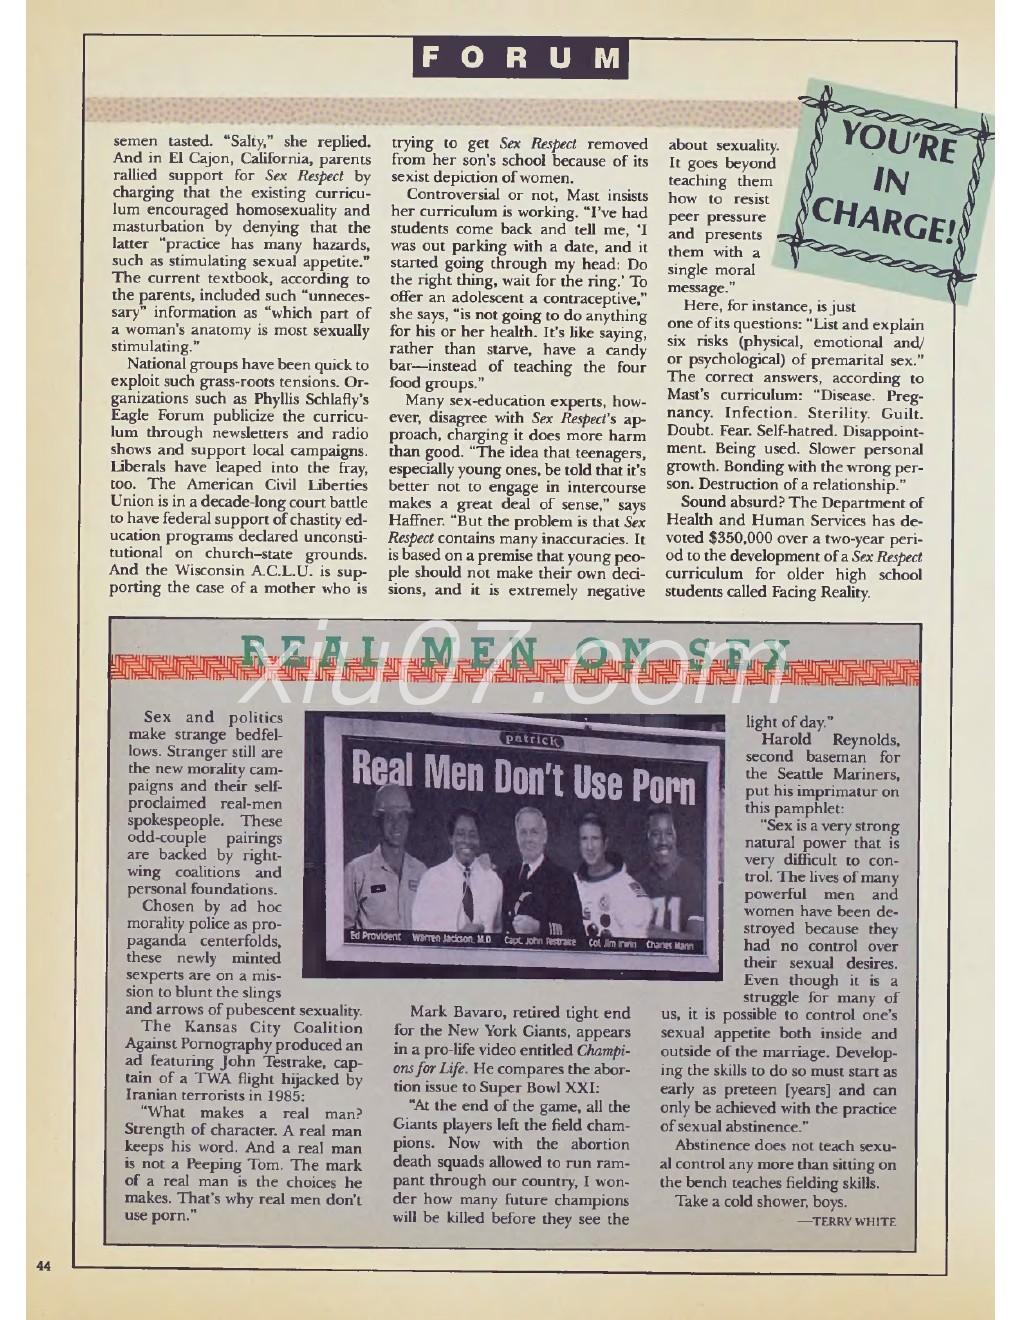 FORUM
semen tasted. “Salty,” she replied.
And in El Cajon, California, parents
rallied support for Sex Respect by
charging that the existing curricu-
lum encouraged homosexuality and
masturbation by denying that the
latter “practice has many hazards,
such as stimulating sexual appetite.”
The current textbook, according to
the parents, included such “unneces-
sary” information as “which part of
a woman's anatomy is most sexually
stimulating.”
National groups have been quick to
exploit such grass-roots tensions. Or-
ganizations such as Phyllis Schlafly's
Eagle Forum publicize the curricu-
lum through newsletters and radio
shows and support local campaigns.
Liberals have leaped into the fray,
too. The American Civil Liberties
Union is in a decade-long court battle
to have federal support of chastity ed-
ucation programs declared unconsti-
tutional on church–state grounds.
And the Wisconsin A.C.L.U. is sup-
porting the case of a mother who is
trying to get Sex Respect removed
from her son's school because of its
sexist depiction of women.
Controversial or not, Mast insists
her curriculum is working. “I've had
students come back and tell me, ‘I
was out parking with a date, and it
started going through my head: Do
the right thing, wait for the ring.’ To
offer an adolescent a contraceptive,”
she says, “is not going to do anything
for his or her health. It's like saying,
rather than starve, have a candy
bar—instead of teaching the four
food groups.”
Many sex-education experts, how-
ever, disagree with Sex Respect's ap-
proach, charging it does more harm
than good. “The idea that teenagers,
especially young ones, be told that it's
better not to engage in intercourse
makes a great deal of sense,” says
Haffner. “But the problem is that Sex
Respect contains many inaccuracies. It
is based on a premise that young peo-
ple should not make their own deci-
sions, and it is extremely negative
about sexuality.
It goes beyond
teaching them
how to resist
peer pressure
and presents
them with a
single moral
message.”
Here, for instance, is just
one of its questions: “List and explain
six risks (physical, emotional and/
or psychological) of premarital sex.”
The correct answers, according to
Mast's curriculum: “Disease. Preg-
nancy. Infection. Sterility. Guilt.
Doubt. Fear. Self-hatred. Disappoint-
ment. Being used. Slower personal
growth. Bonding with the wrong per-
son. Destruction of a relationship.”
Sound absurd? The Department of
Health and Human Services has de-
voted $350,000 over a two-year peri-
od to the development of a Sex Respect
curriculum for older high school
students called Facing Reality.
YOU'RE
IN
CHARGE!
REAL MEN ON SEX
xiu07.com
Sex and politics
make strange bedfel-
lows. Stranger still are
the new morality cam-
paigns and their self-
proclaimed real-men
spokespeople. These
odd-couple pairings
are backed by right-
wing coalitions and
personal foundations.
Chosen by ad hoc
morality police as pro-
paganda centerfolds,
these newly minted
sexperts are on a mis-
sion to blunt the slings
and arrows of pubescent sexuality.
The Kansas City Coalition
Against Pornography produced an
ad featuring John Testrake, cap-
tain of a TWA flight hijacked by
Iranian terrorists in 1985:
“What makes a real man?
Strength of character. A real man
keeps his word. And a real man
is not a Peeping Tom. The mark
of a real man is the choices he
makes. That's why real men don't
use porn.”
patrick
Real Men Don't Use Porn
Ed Provident Warren Jackson, M.D. Capt. John Testrake Col. Jim Irwin Charles Mann
Mark Bavaro, retired tight end
for the New York Giants, appears
in a pro-life video entitled Champi-
ons for Life. He compares the abor-
tion issue to Super Bowl XXI:
“At the end of the game, all the
Giants players left the field cham-
pions. Now with the abortion
death squads allowed to run ram-
pant through our country, I won-
der how many future champions
will be killed before they see the
light of day.”
Harold Reynolds,
second baseman for
the Seattle Mariners,
put his imprimatur on
this pamphlet:
“Sex is a very strong
natural power that is
very difficult to con-
trol. The lives of many
powerful men and
women have been de-
stroyed because they
had no control over
their sexual desires.
Even though it is a
struggle for many of
us, it is possible to control one's
sexual appetite both inside and
outside of the marriage. Develop-
ing the skills to do so must start as
early as preteen [years] and can
only be achieved with the practice
of sexual abstinence.”
Abstinence does not teach sexu-
al control any more than sitting on
the bench teaches fielding skills.
Take a cold shower, boys.
—TERRY WHITE
44